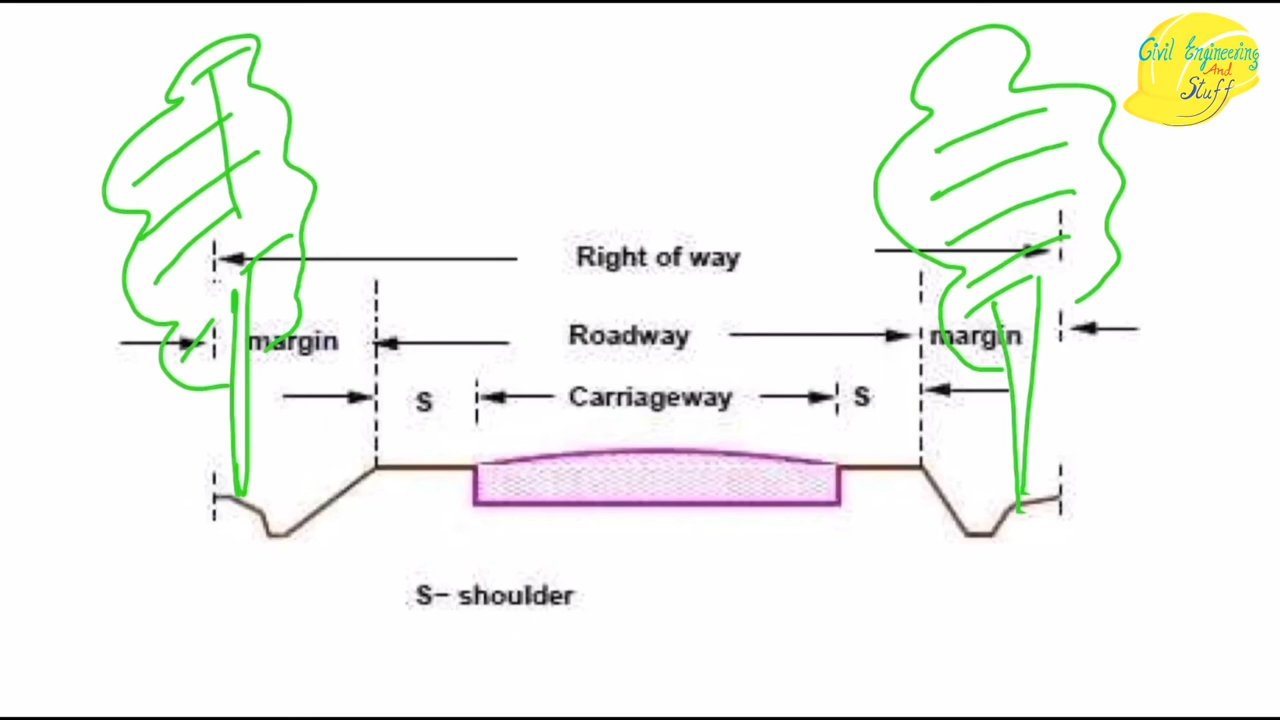 Civil Engineering
And
Stuff
Right of way
margin
Roadway
margin
S
Carriageway
S
S- shoulder